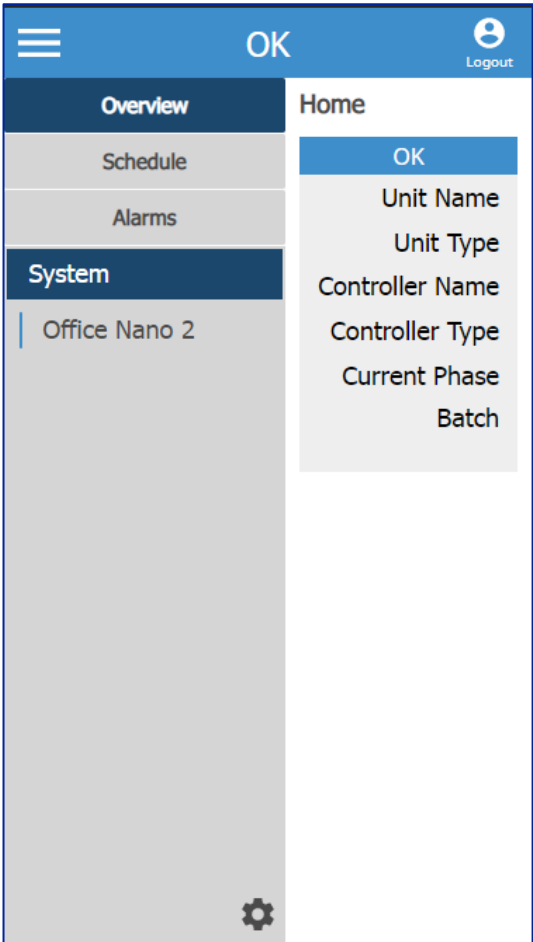 OK
Logout
Overview
Schedule
Alarms
System
Office Nano 2
Home
OK
Unit Name
Unit Type
Controller Name
Controller Type
Current Phase
Batch